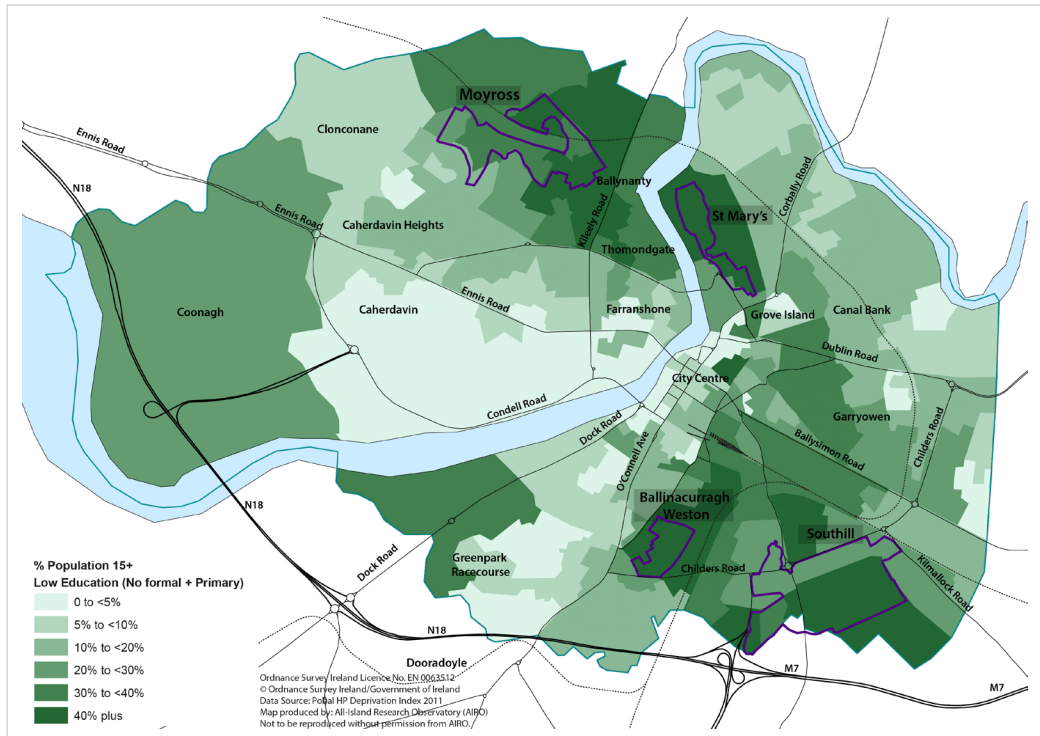 Moyross
Clonconane
Ennis Road
N18
Ballynanty
Corbally Road
St Mary's
Ennis Road
Caherdavin Heights
Kileely Road
Thomondgate
Coonagh
Caherdavin
Ennis Road
Farranshone
Grove Island
Canal Bank
Dublin Road
City Centre
Condell Road
Dock Road
Garryowen
Childers Road
O'Connell Ave
Ballysimon Road
N18
Ballinacurragh
Weston
Southill
Dock Road
Greenpark
Racecourse
Childers Road
Kilmallock Road
N18
Dooradoyle
M7
M7
% Population 15+
Low Education (No formal + Primary)
0 to <5%
5% to <10%
10% to <20%
20% to <30%
30% to <40%
40% plus
Ordnance Survey Ireland Licence No. EN 0063512
© Ordnance Survey Ireland/Government of Ireland
Data Source: Pobal HP Deprivation Index 2011
Map produced by: All-Island Research Observatory (AIRO)
Not to be reproduced without permission from AIRO.